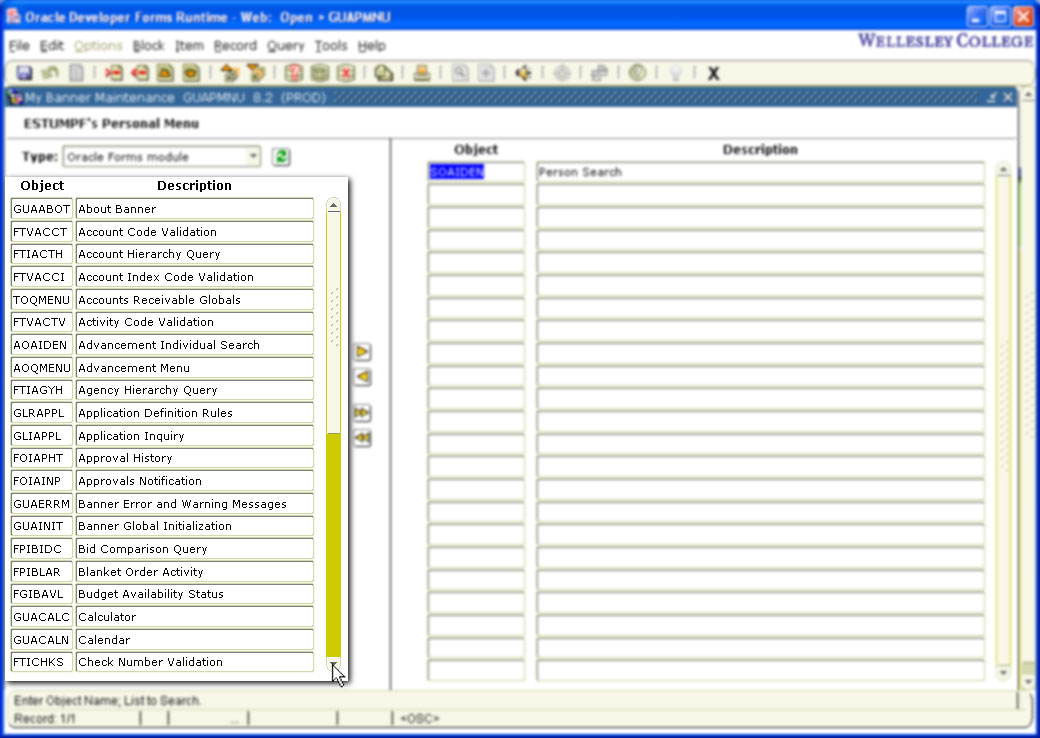 Oracle Developer Forms Runtime - Web: Open > GUAPMNU
File Edit Options Block Item Record Query Tools Help
WELLESLEY COLLEGE
X
My Banner Maintenance GUAPMNU 8.2 (PROD)
ESTUMPF's Personal Menu
Type: Oracle Forms module
Object Description
SOAIDEN Person Search
Object Description
GUAABOT About Banner
FTVACCT Account Code Validation
FTIACTH Account Hierarchy Query
FTVACCI Account Index Code Validation
TOQMENU Accounts Receivable Globals
FTVACTV Activity Code Validation
AOAIDEN Advancement Individual Search
AOQMENU Advancement Menu
FTIAGYH Agency Hierarchy Query
GLRAPPL Application Definition Rules
GLIAPPL Application Inquiry
FOIAPHT Approval History
FOIAINP Approvals Notification
GUAERRM Banner Error and Warning Messages
GUAINIT Banner Global Initialization
FPIBIDC Bid Comparison Query
FPIBLAR Blanket Order Activity
FGIBAVL Budget Availability Status
GUACALC Calculator
GUACALN Calendar
FTICHKS Check Number Validation
Enter Object Name; List to Search.
Record: 1/1 ... <OSC>